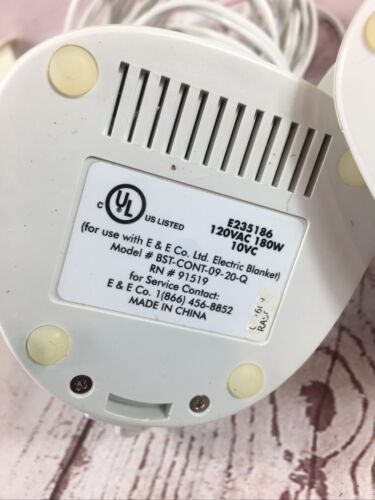 C UL US LISTED
E235186
120VAC 180W
10VC
(for use with E & E Co. Ltd. Electric Blanket)
Model # BST-CONT-09-20-Q
RN # 91519
for Service Contact:
E & E Co. 1(866) 456-8852
MADE IN CHINA